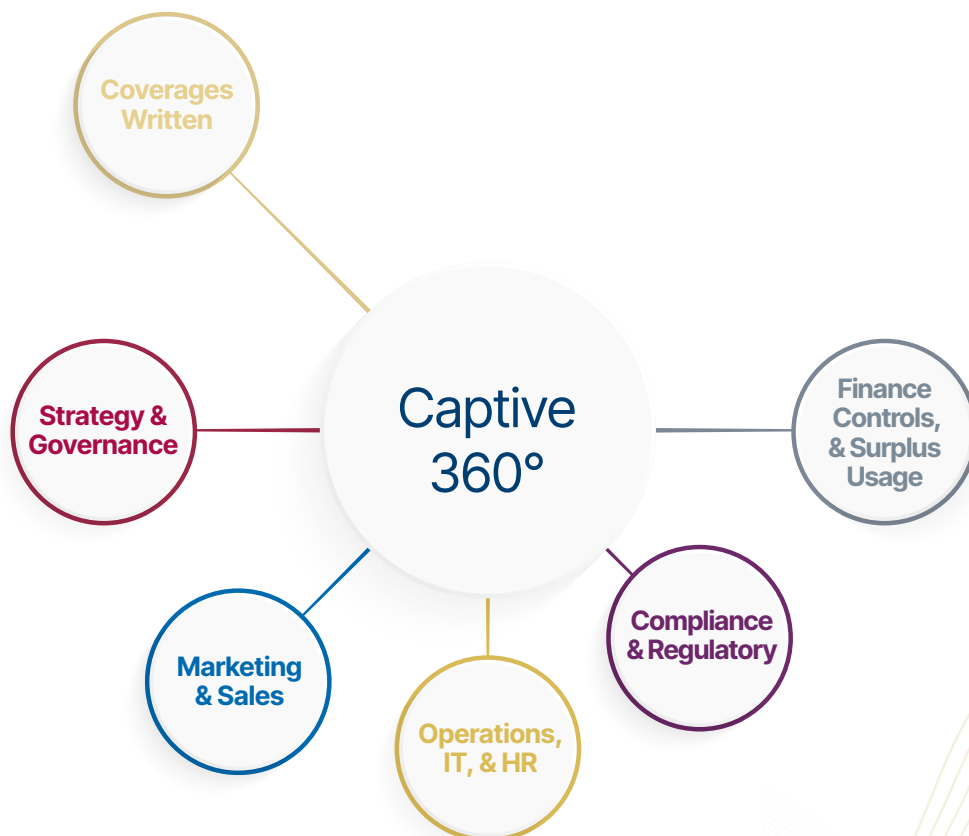 Coverages
Written
Captive
360°
Strategy &
Governance
Finance
Controls,
& Surplus
Usage
Compliance
& Regulatory
Marketing
& Sales
Operations,
IT, & HR